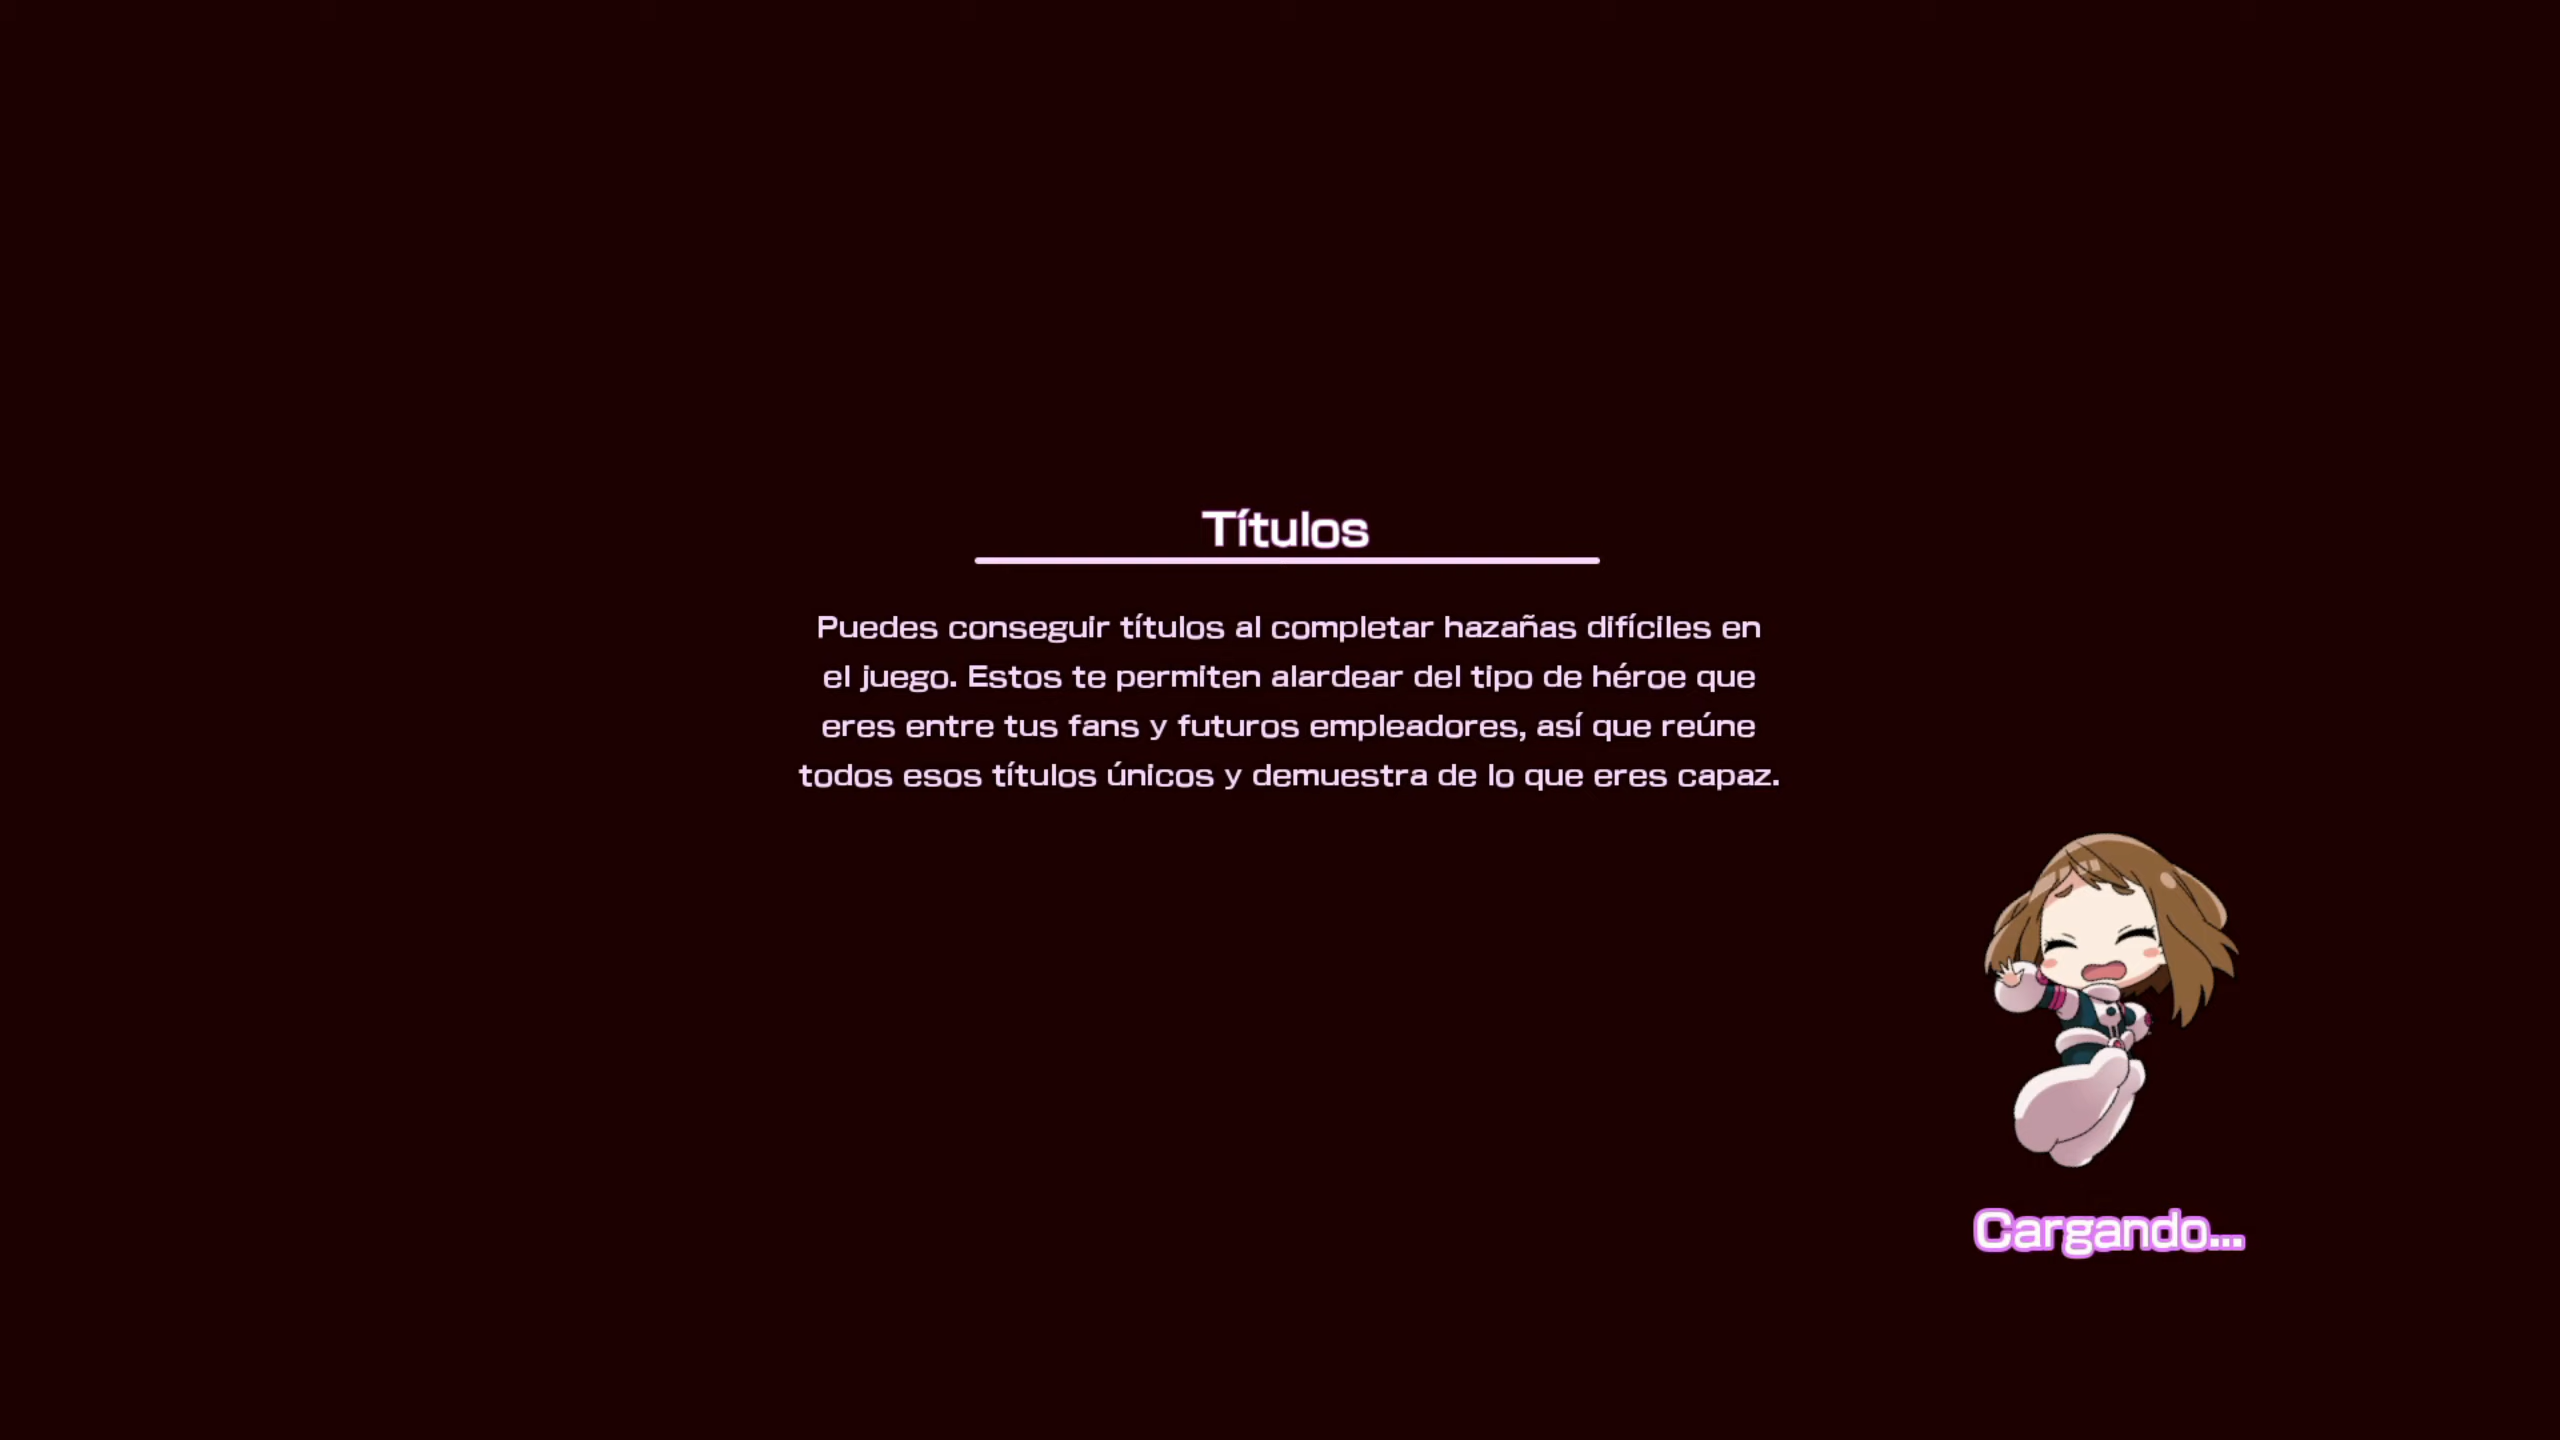 Títulos
Puedes conseguir títulos al completar hazañas difíciles en
el juego. Estos te permiten alardear del tipo de héroe que
eres entre tus fans y futuros empleadores, así que reúne
todos esos títulos únicos y demuestra de lo que eres capaz.
Cargando...